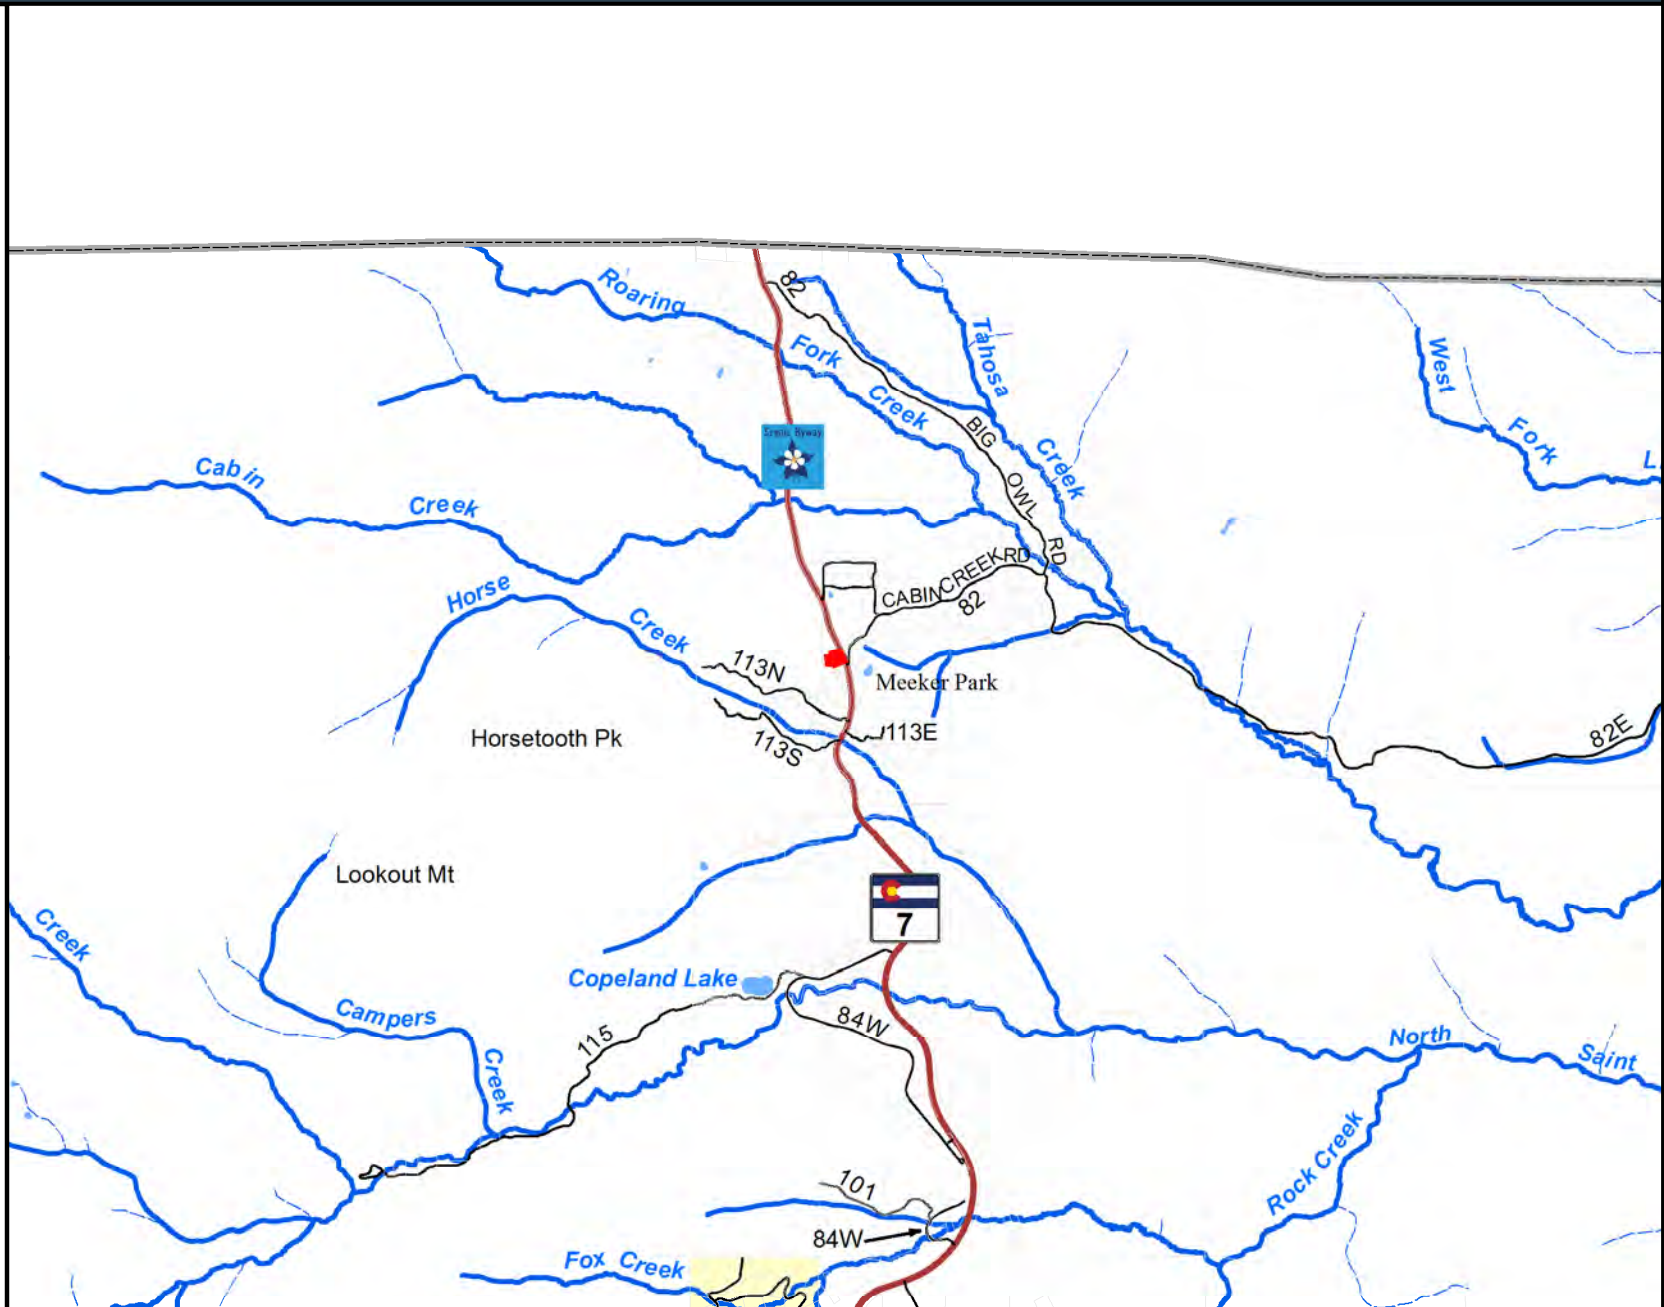 82
Roaring
Fork
Creek
Tahosa
Creek
West
Fork
L
Scenic Byway
BIG
OWL
RD
Cabin
Creek
CABIN CREEK RD
82
Horse
Creek
113N
Meeker Park
113E
113S
82E
Horsetooth Pk
Lookout Mt
7
Creek
Copeland Lake
Campers
Creek
115
84W
North
Saint
Rock Creek
101
84W
Fox Creek